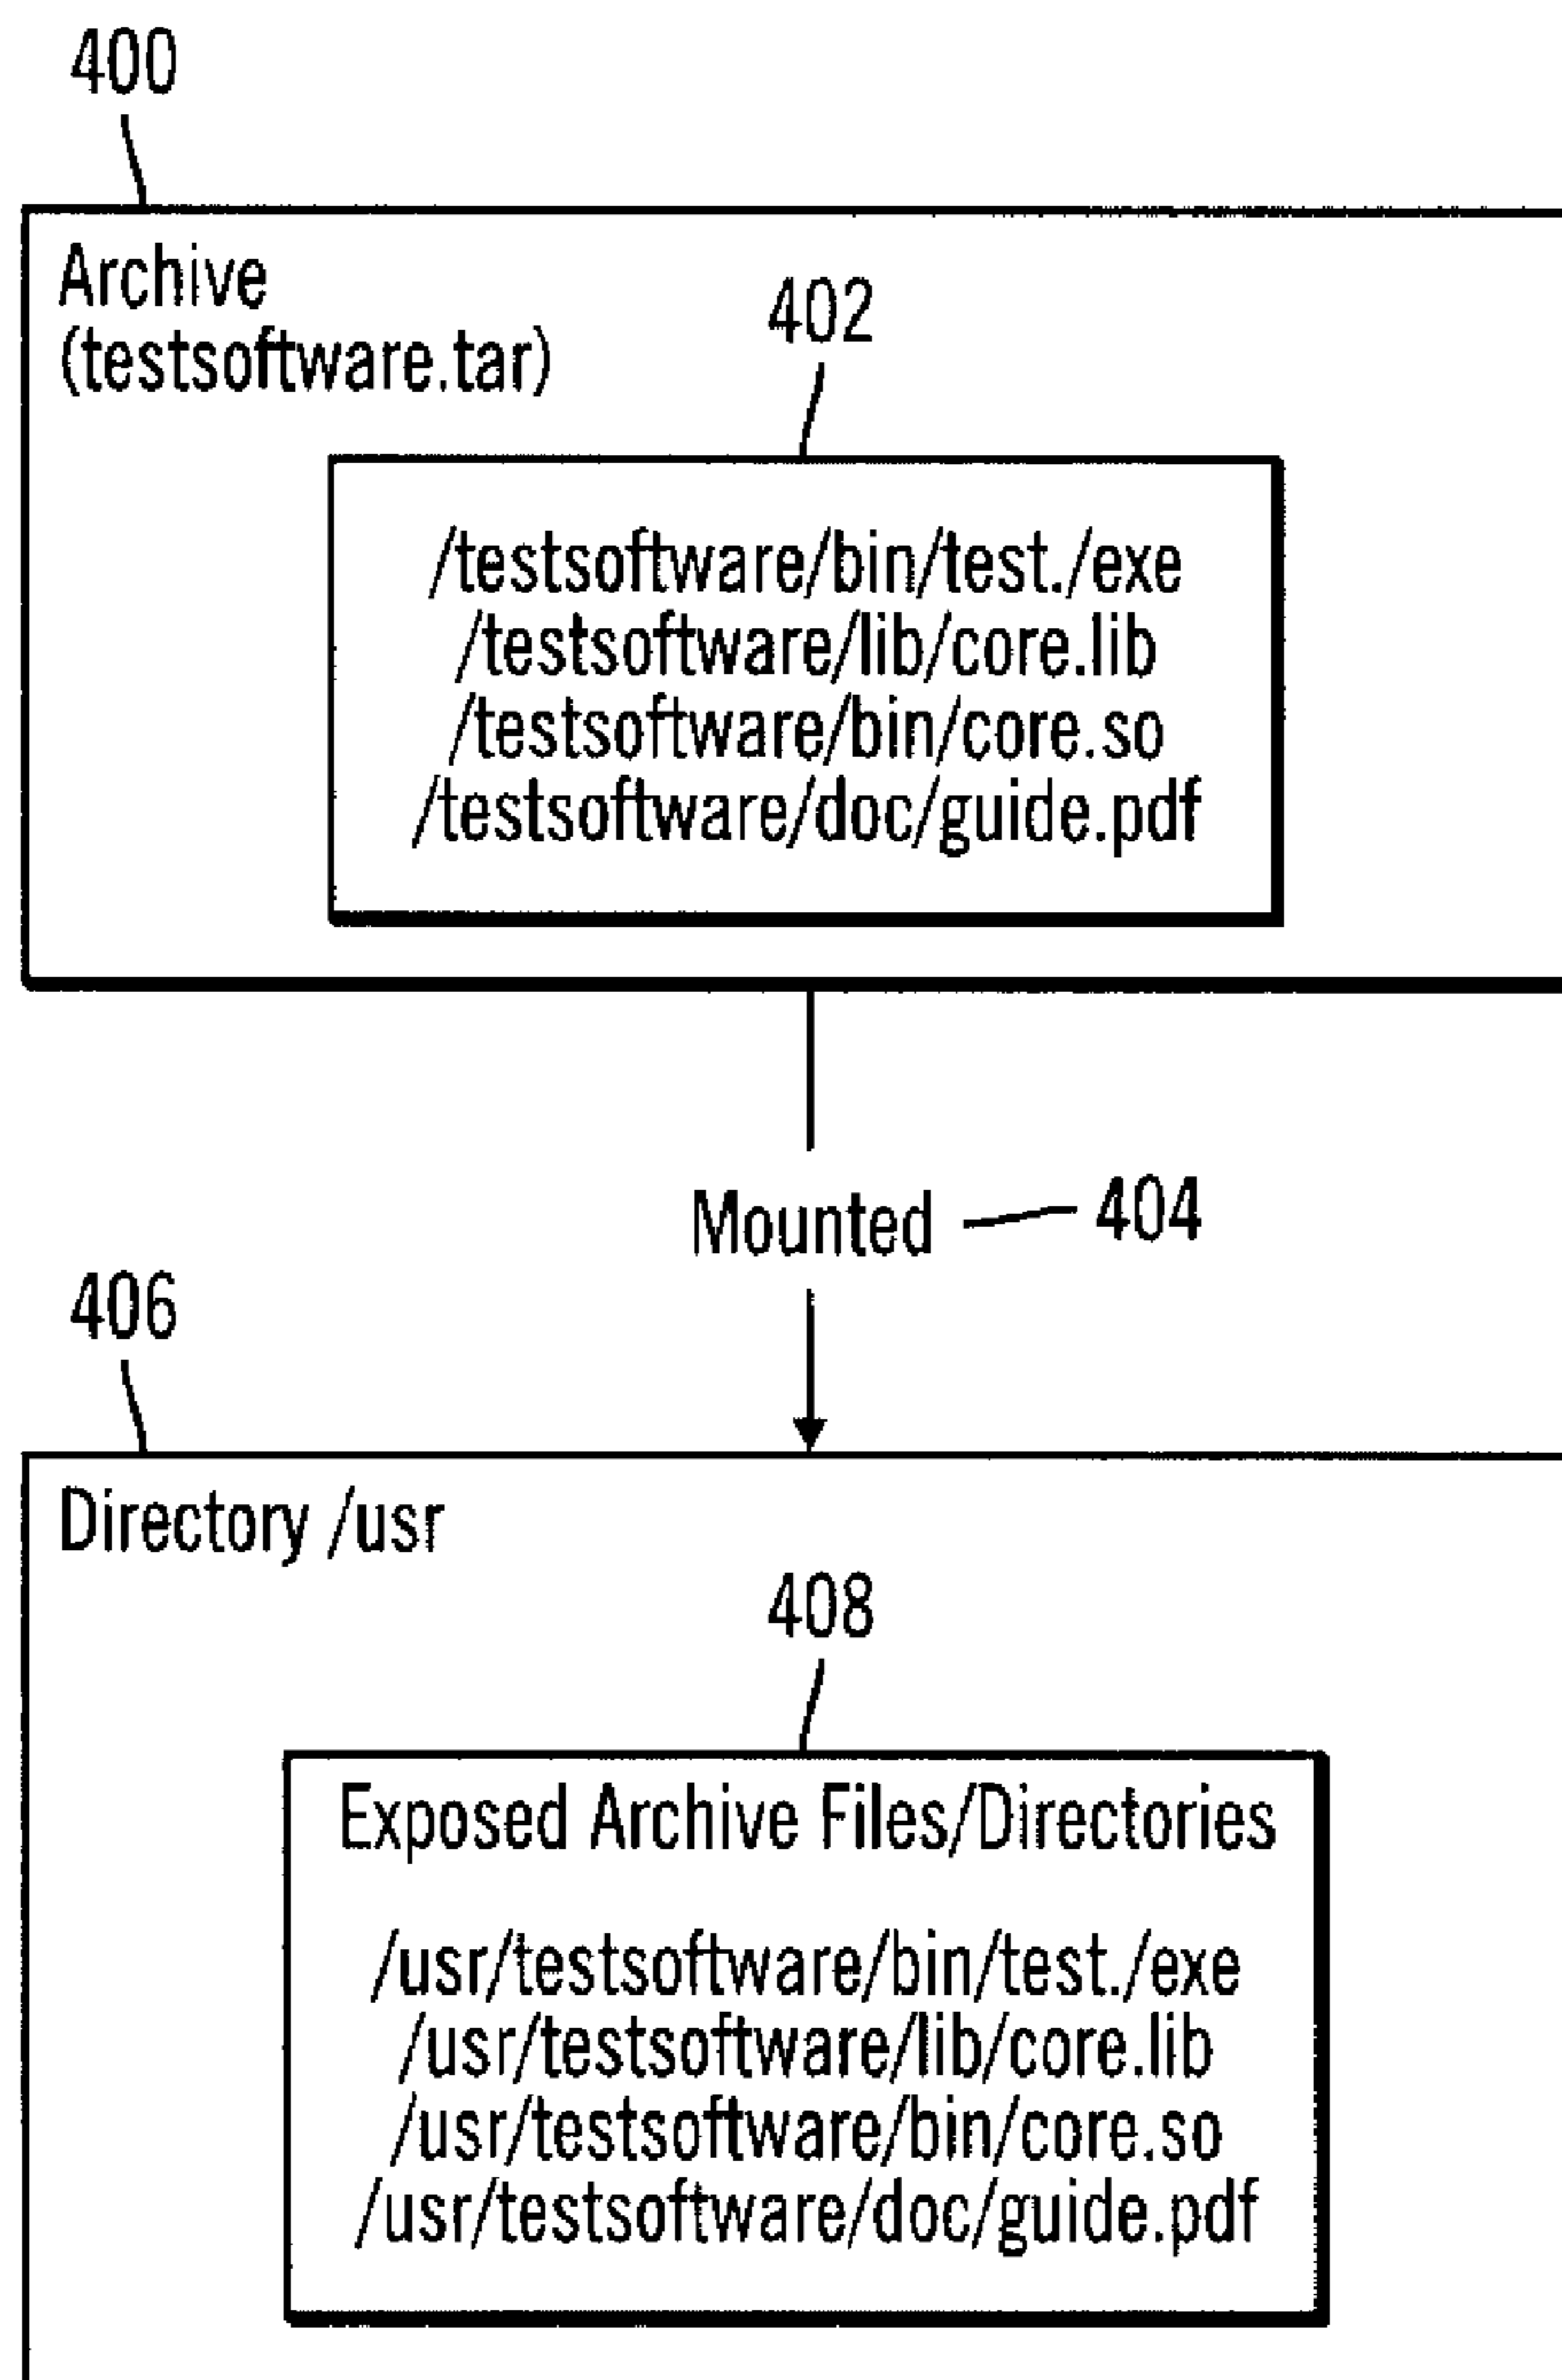 400
Archive
(testsoftware.tar)
402
/testsoftware/bin/test./exe
/testsoftware/lib/core.lib
/testsoftware/bin/core.so
/testsoftware/doc/guide.pdf
Mounted
404
406
Directory /usr
408
Exposed Archive Files/Directories
/usr/testsoftware/bin/test./exe
/usr/testsoftware/lib/core.lib
/usr/testsoftware/bin/core.so
/usr/testsoftware/doc/guide.pdf